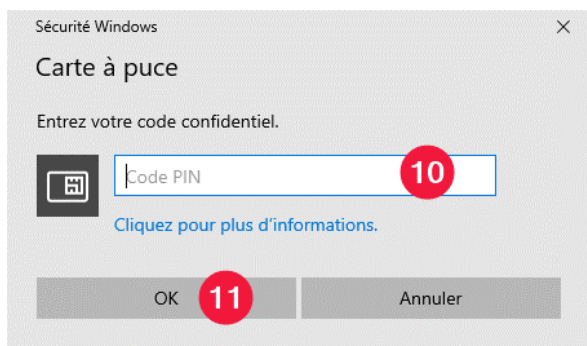 Sécurité Windows
Carte à puce
Entrez votre code confidentiel.
Code PIN 10
Cliquez pour plus d'informations.
OK 11 Annuler